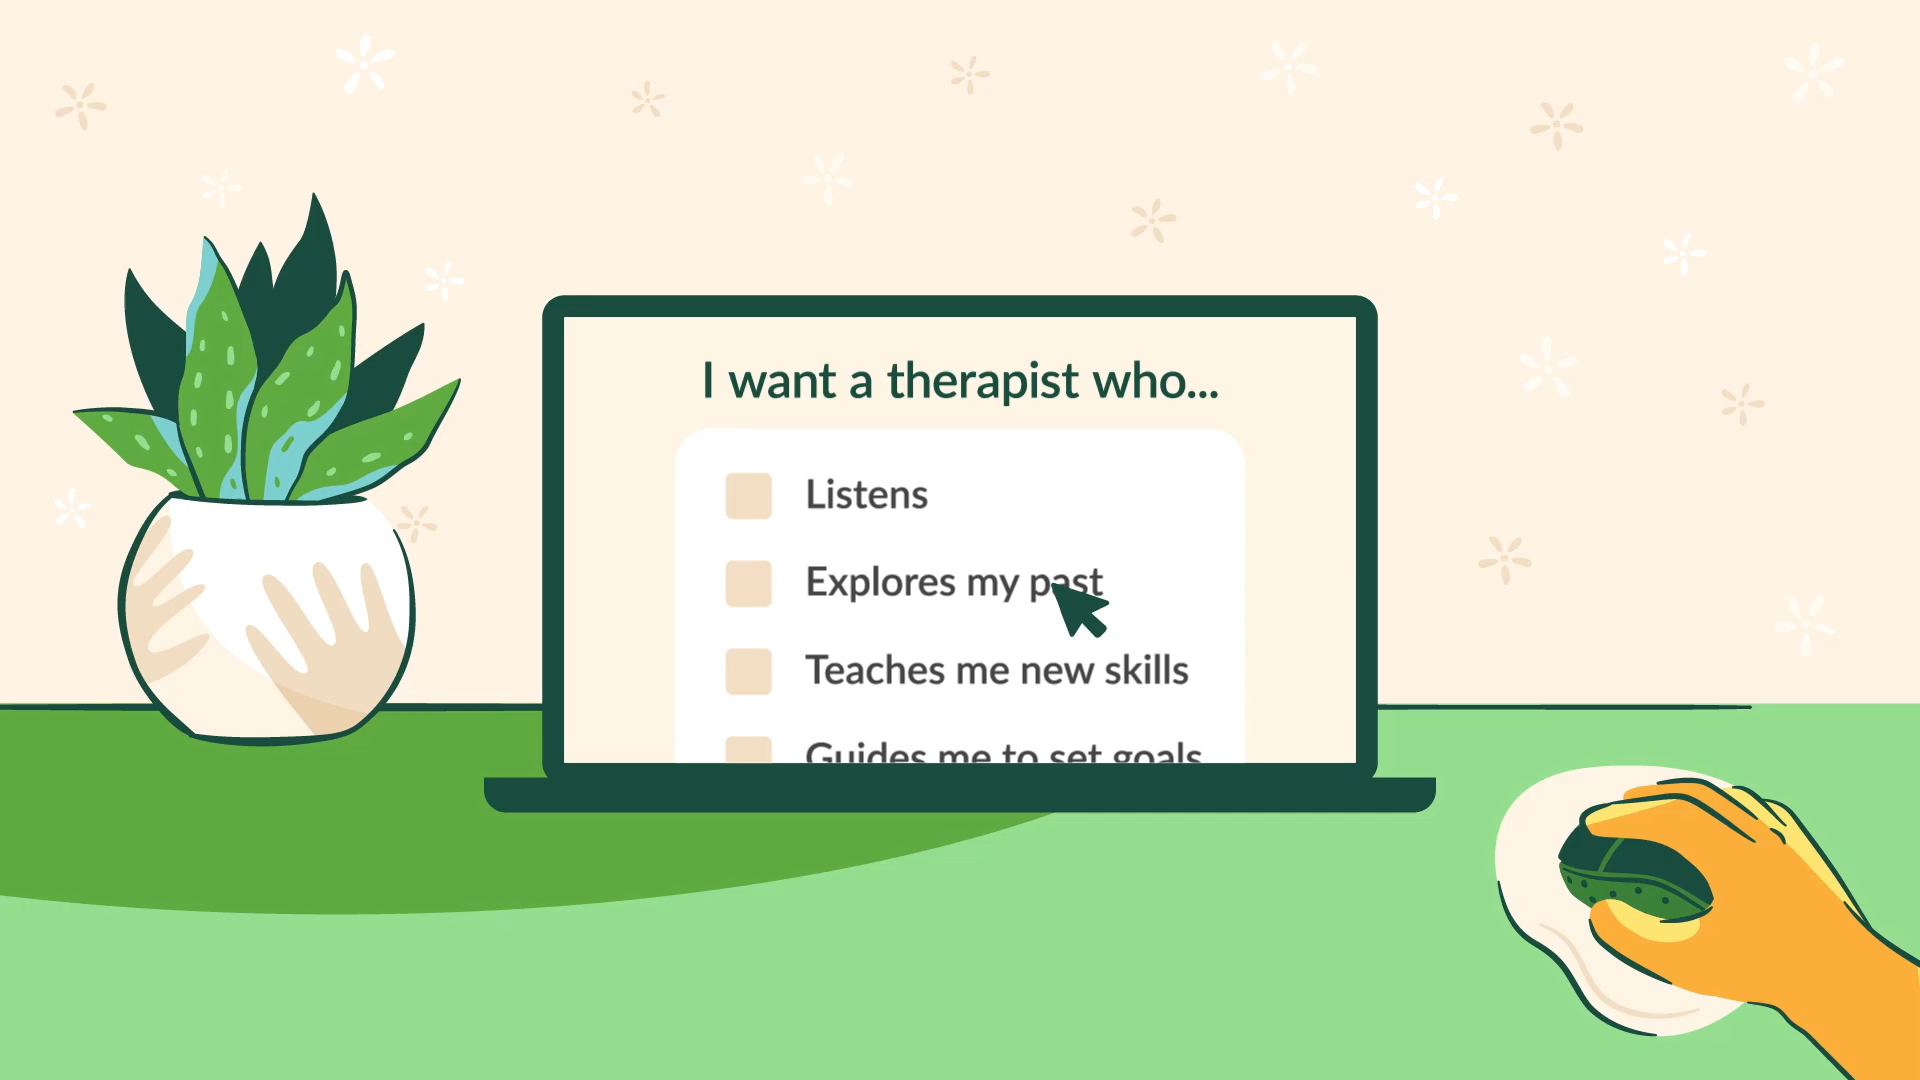 I want a therapist who...
Listens
Explores my past
Teaches me new skills
Guides me to set goals